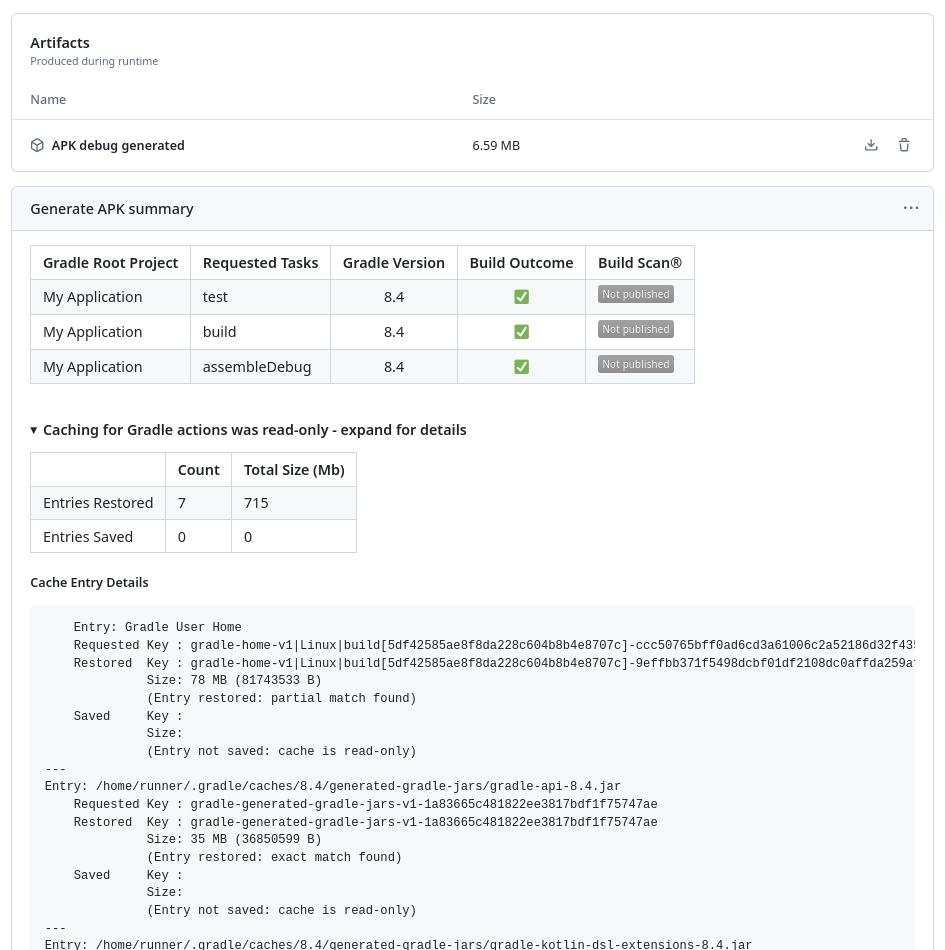 Artifacts
Produced during runtime
Name Size
APK debug generated 6.59 MB
Generate APK summary
Gradle Root Project Requested Tasks Gradle Version Build Outcome Build Scan®
My Application test 8.4 ✅ Not published
My Application build 8.4 ✅ Not published
My Application assembleDebug 8.4 ✅ Not published
▾ Caching for Gradle actions was read-only - expand for details
Count Total Size (Mb)
Entries Restored 7 715
Entries Saved 0 0
Cache Entry Details
Entry: Gradle User Home
Requested Key : gradle-home-v1|Linux|build[5df42585ae8f8da228c604b8b4e8707c]-ccc50765bff0ad6cd3a61006c2a52186d32f435
Restored Key : gradle-home-v1|Linux|build[5df42585ae8f8da228c604b8b4e8707c]-9effbb371f5498dcbf01df2108dc0affda259a
Size: 78 MB (81743533 B)
(Entry restored: partial match found)
Saved Key :
Size:
(Entry not saved: cache is read-only)
---
Entry: /home/runner/.gradle/caches/8.4/generated-gradle-jars/gradle-api-8.4.jar
Requested Key : gradle-generated-gradle-jars-v1-1a83665c481822ee3817bdf1f75747ae
Restored Key : gradle-generated-gradle-jars-v1-1a83665c481822ee3817bdf1f75747ae
Size: 35 MB (36850599 B)
(Entry restored: exact match found)
Saved Key :
Size:
(Entry not saved: cache is read-only)
---
Entry: /home/runner/.gradle/caches/8.4/generated-gradle-jars/gradle-kotlin-dsl-extensions-8.4.jar